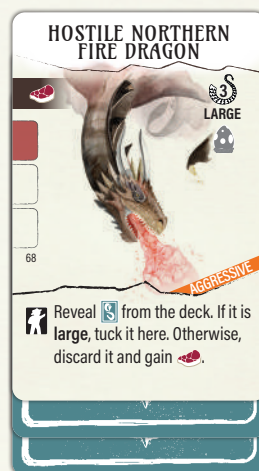 HOSTILE NORTHERN
FIRE DRAGON
3
LARGE
68
AGGRESSIVE
Reveal from the deck. If it is
large, tuck it here. Otherwise,
discard it and gain .